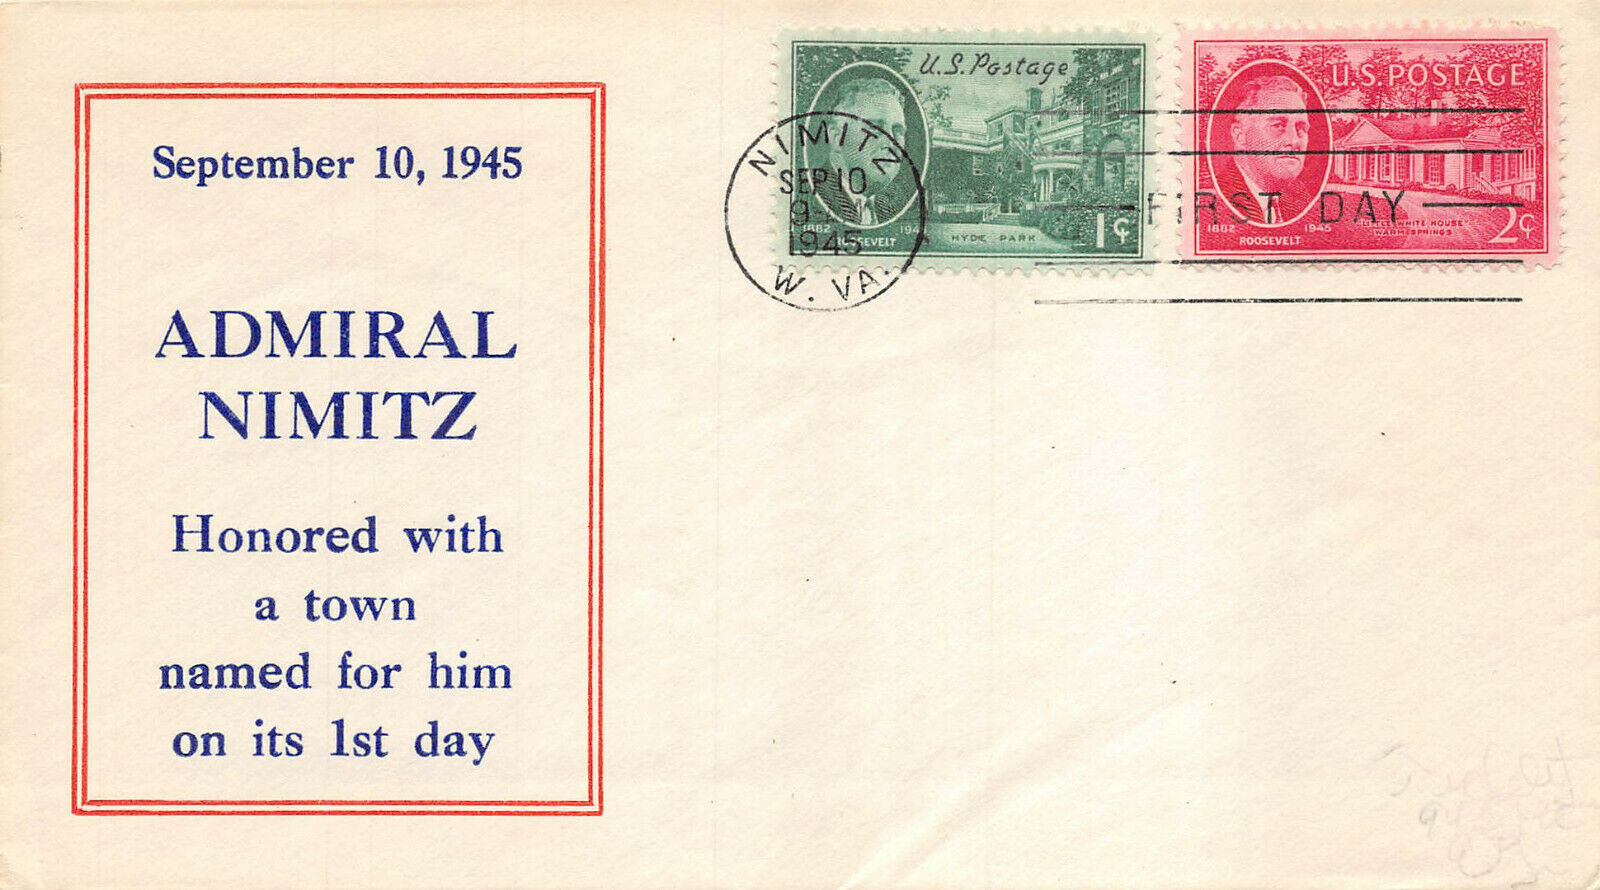 September 10, 1945
ADMIRAL
NIMITZ
Honored with
a town
named for him
on its 1st day
U.S. Postage
1882
ROOSEVELT
HYDE PARK
1¢
U.S. POSTAGE
1882
ROOSEVELT
1945
"LITTLE WHITE HOUSE"
WARM SPRINGS
2¢
NIMITZ
SEP 10
1945
W. VA.
FIRST DAY